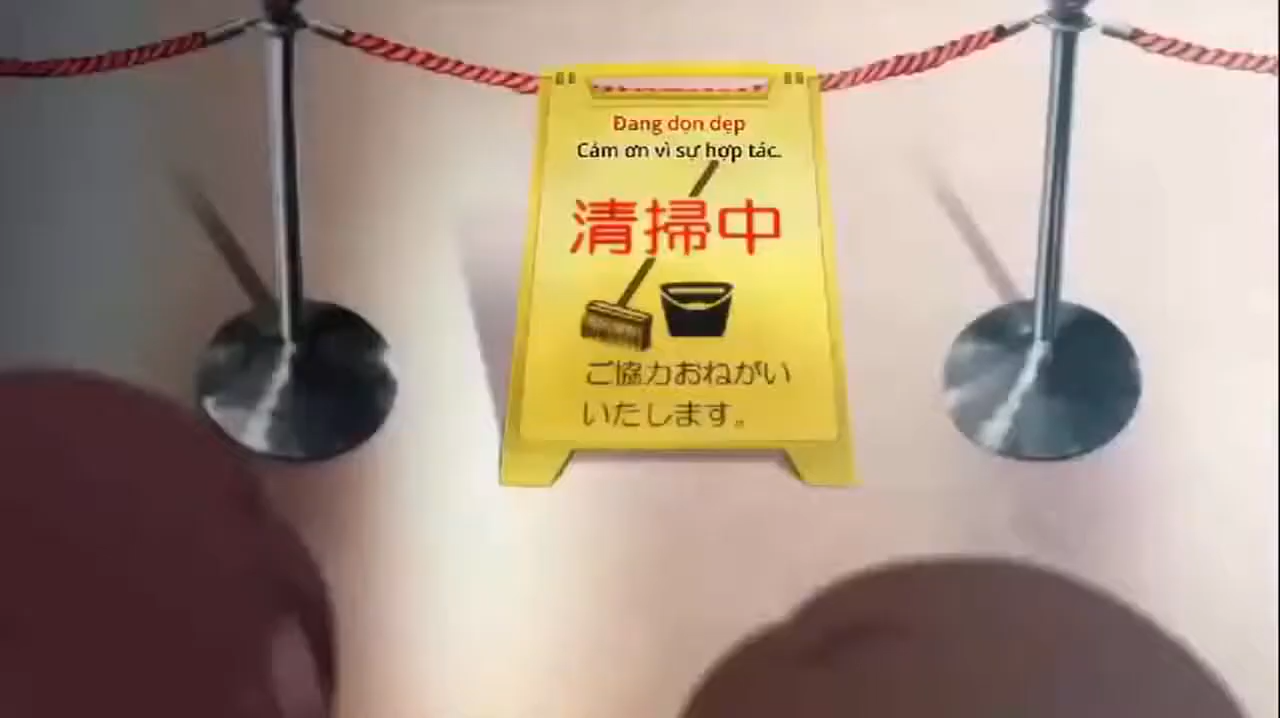 Đang dọn dẹp
Cảm ơn vì sự hợp tác.
清掃中
ご協力おねがい
いたします。